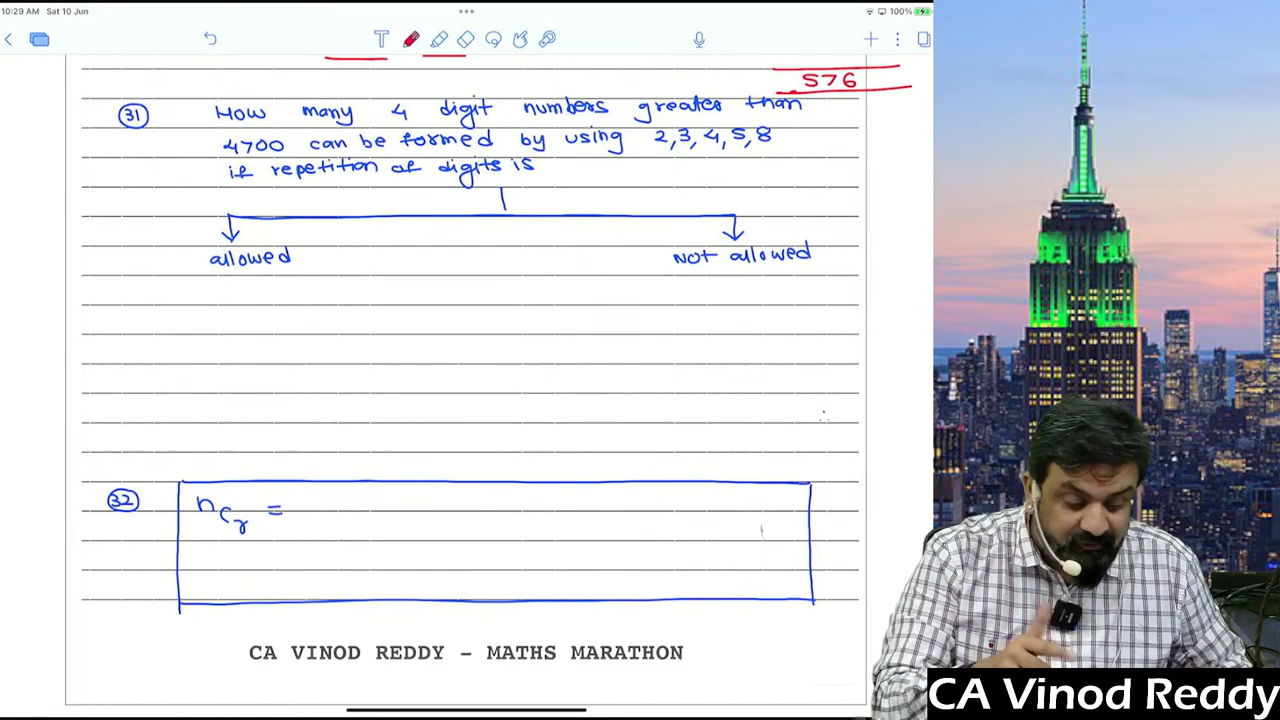 10:29 AM Sat 10 Jun
100%
576
31 How many 4 digit numbers greater than
4700 can be formed by using 2,3,4,5,8
if repetition of digits is
allowed
Not allowed
32 nCr =
CA VINOD REDDY - MATHS MARATHON
CA Vinod Reddy